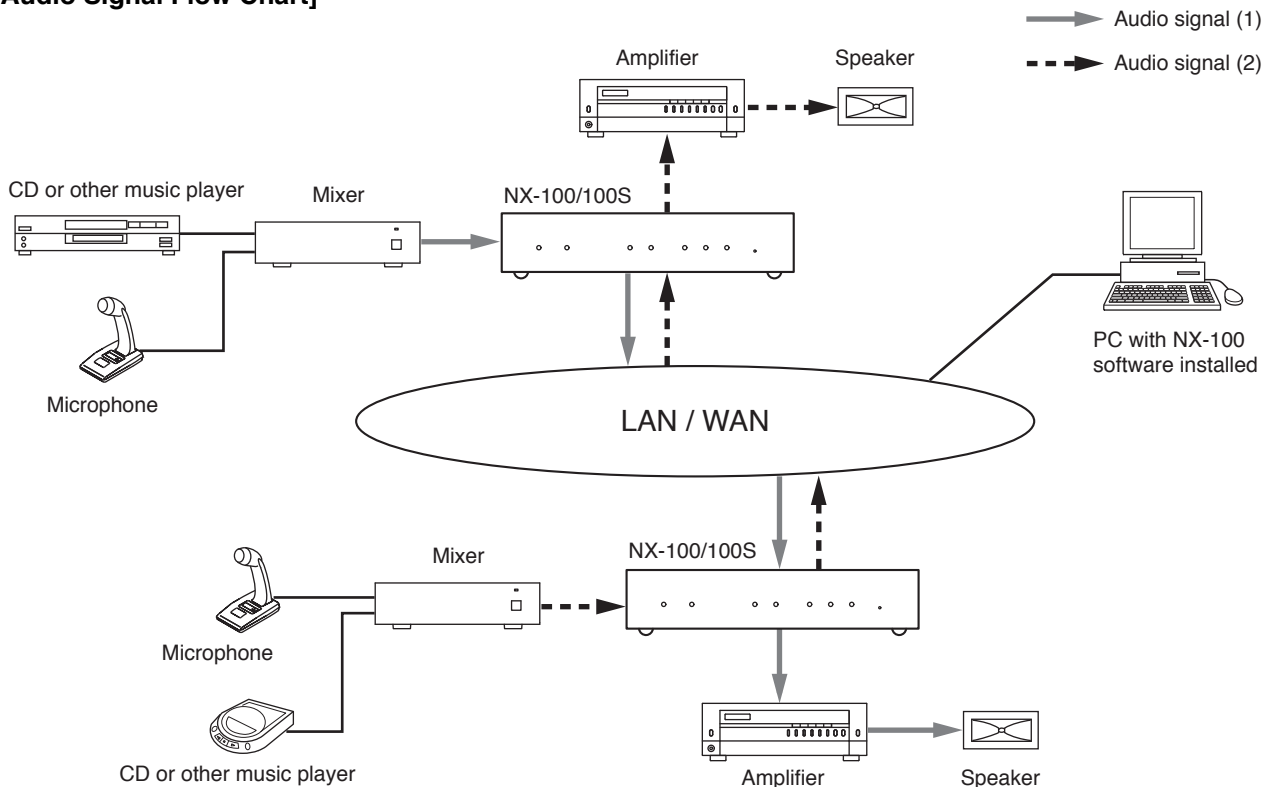 Audio Signal Flow Chart]
Audio signal (1)
Audio signal (2)
Amplifier
Speaker
CD or other music player
Mixer
NX-100/100S
PC with NX-100
software installed
Microphone
LAN / WAN
Mixer
NX-100/100S
Microphone
CD or other music player
Amplifier
Speaker